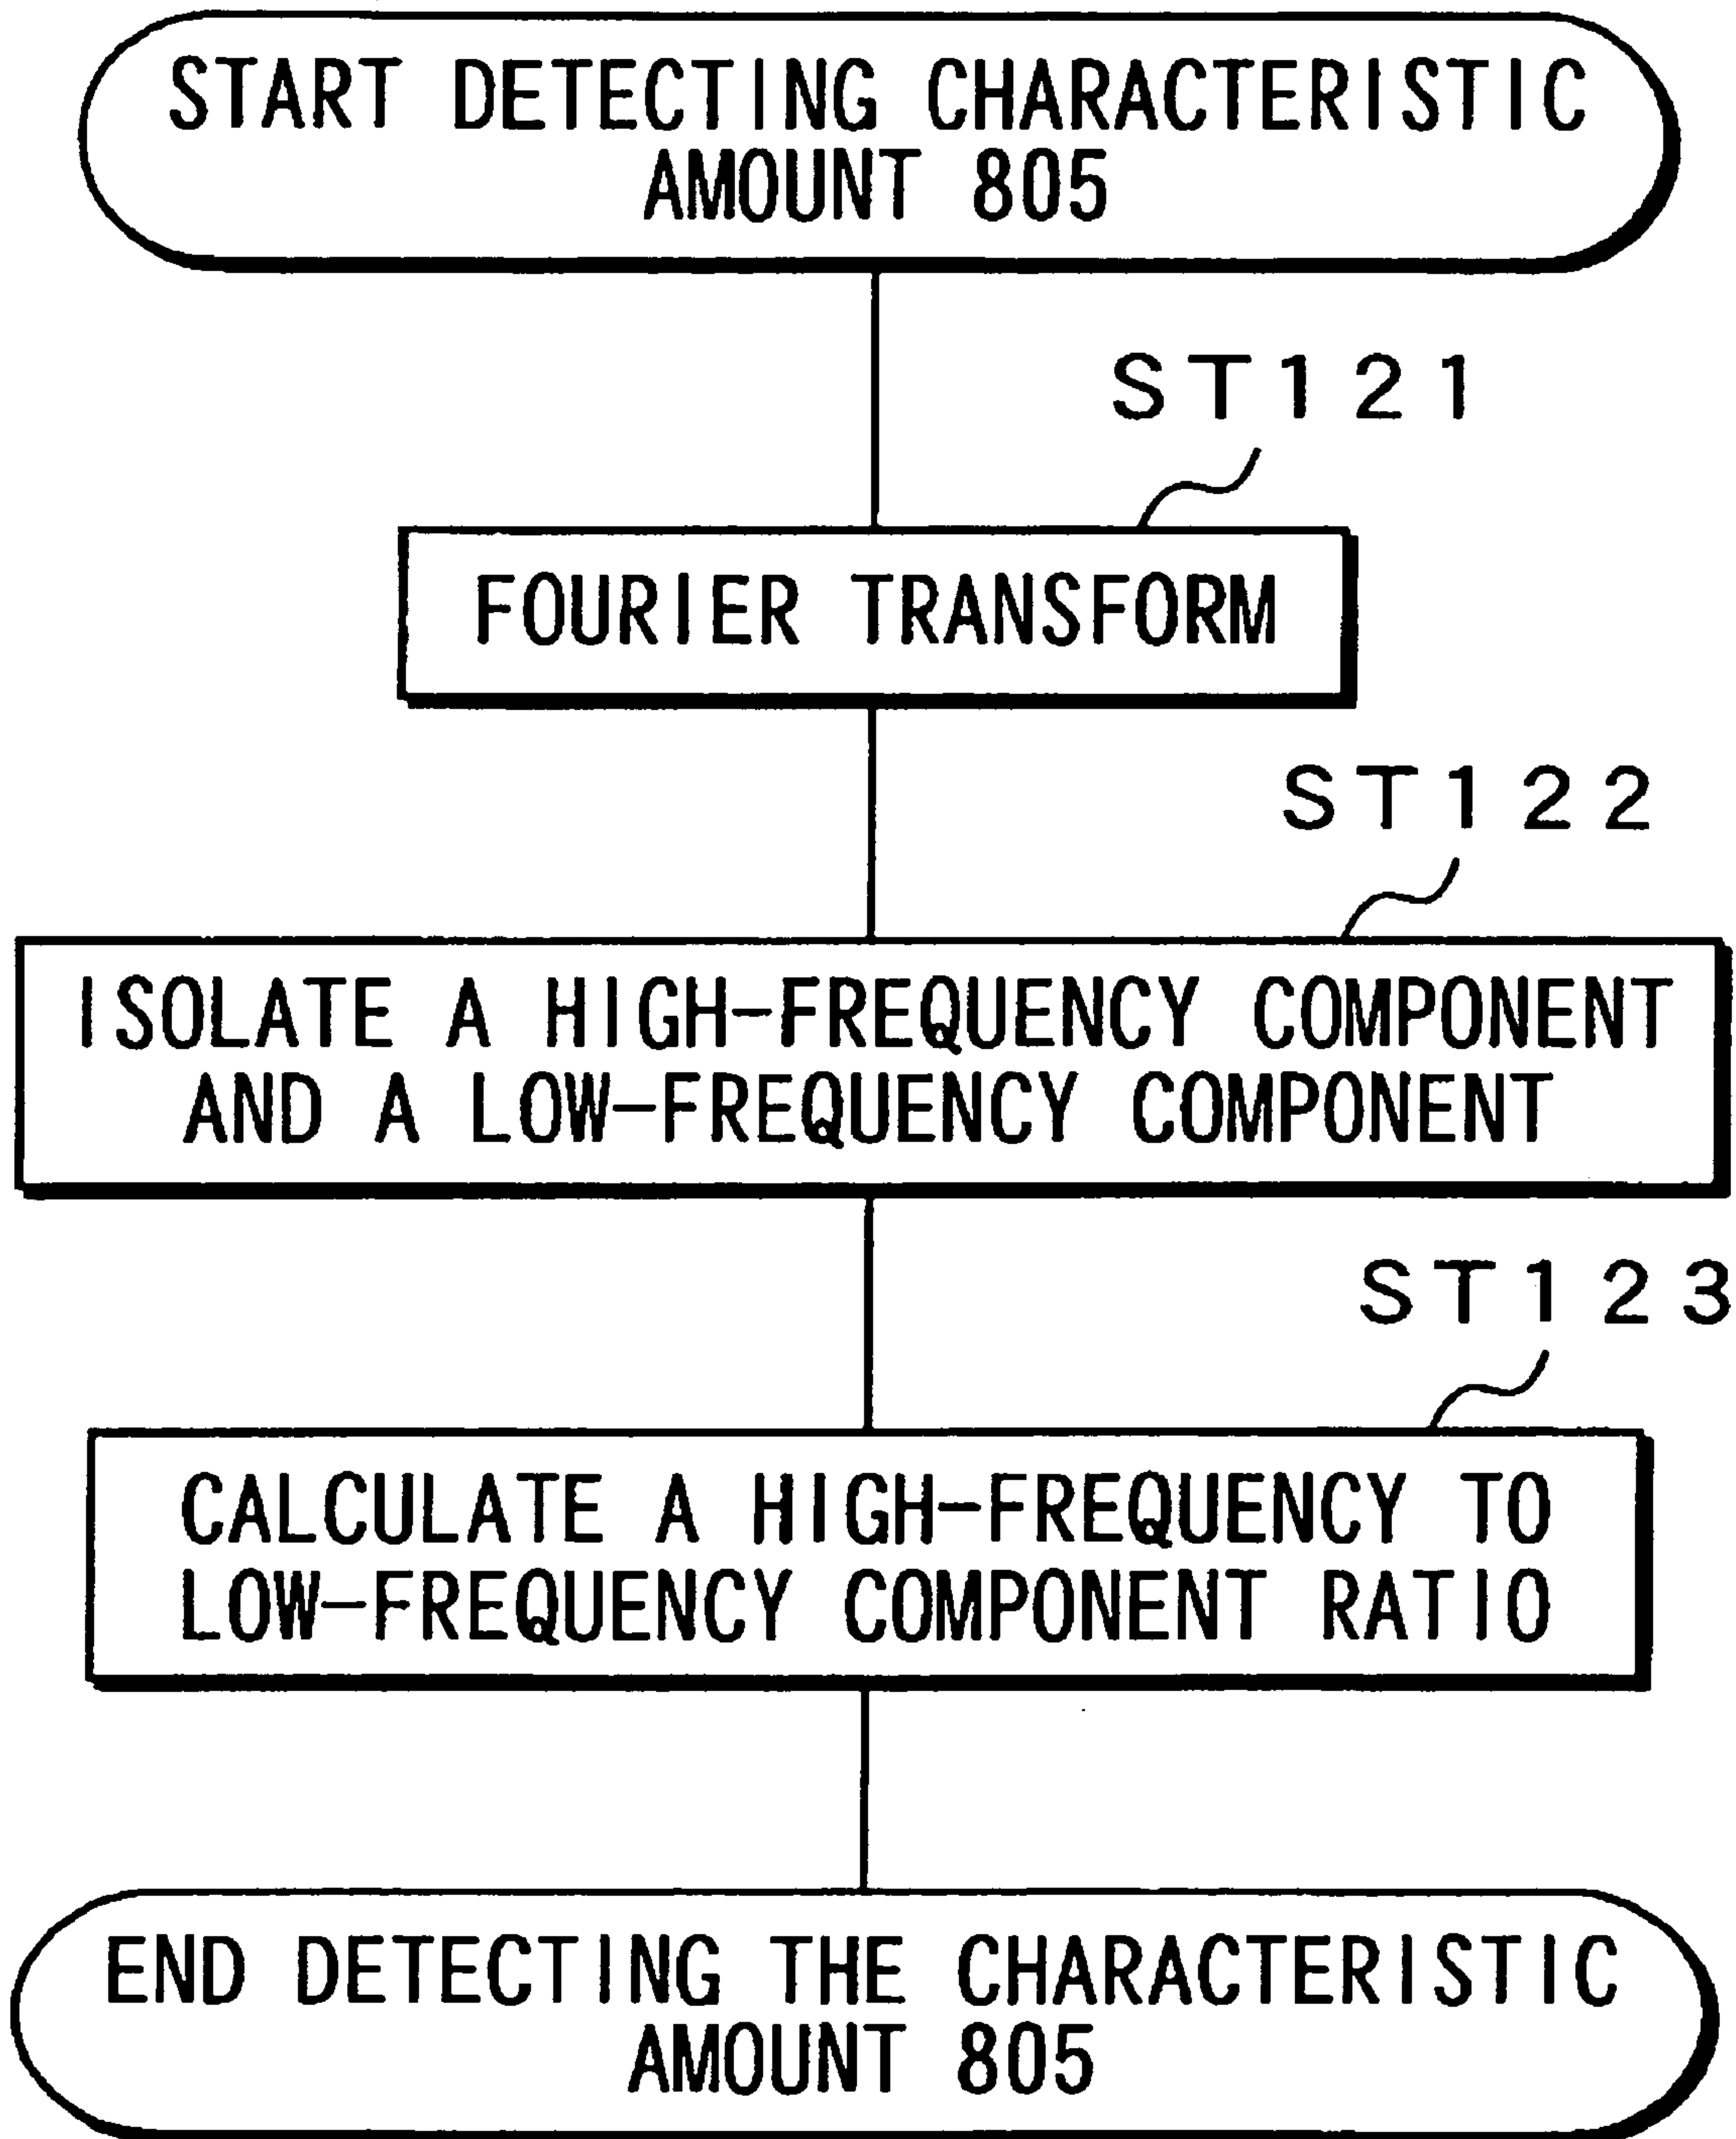 START DETECTING CHARACTERISTIC
AMOUNT 805
ST121
FOURIER TRANSFORM
ST122
ISOLATE A HIGH-FREQUENCY COMPONENT
AND A LOW-FREQUENCY COMPONENT
ST123
CALCULATE A HIGH-FREQUENCY TO
LOW-FREQUENCY COMPONENT RATIO
END DETECTING THE CHARACTERISTIC
AMOUNT 805